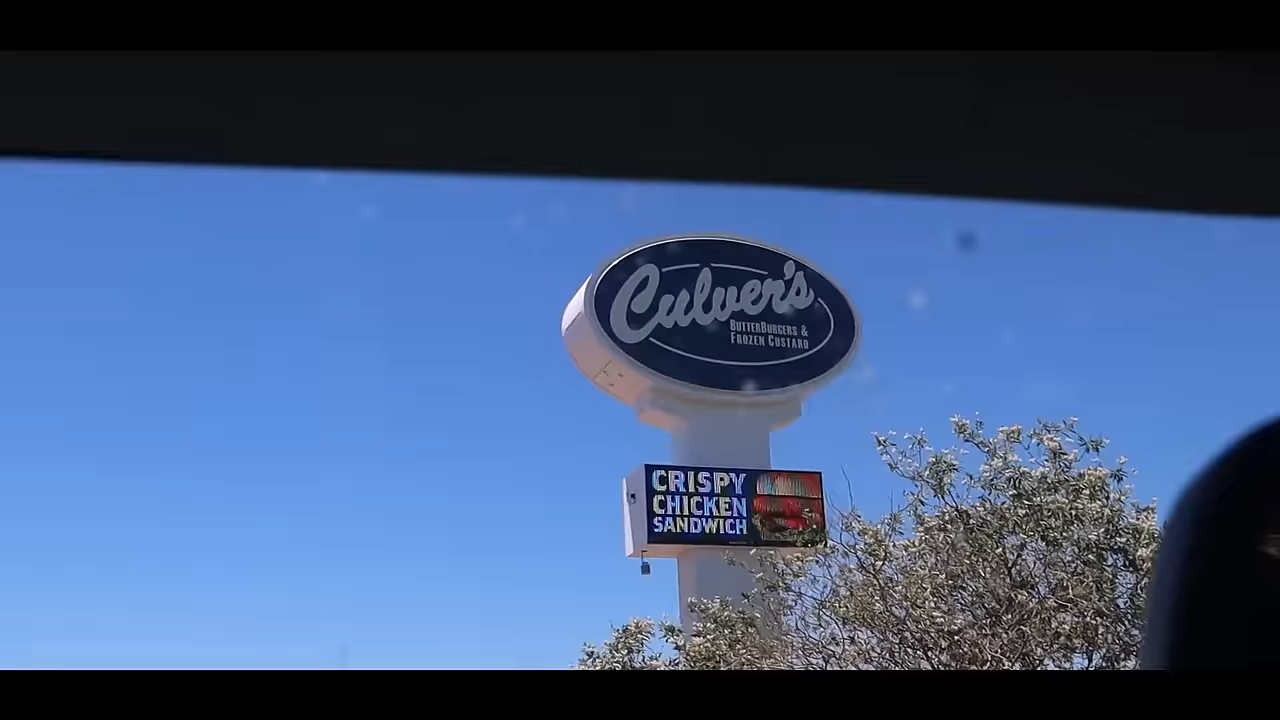 Culver's
BUTTERBURGERS &
FROZEN CUSTARD
CRISPY
CHICKEN
SANDWICH